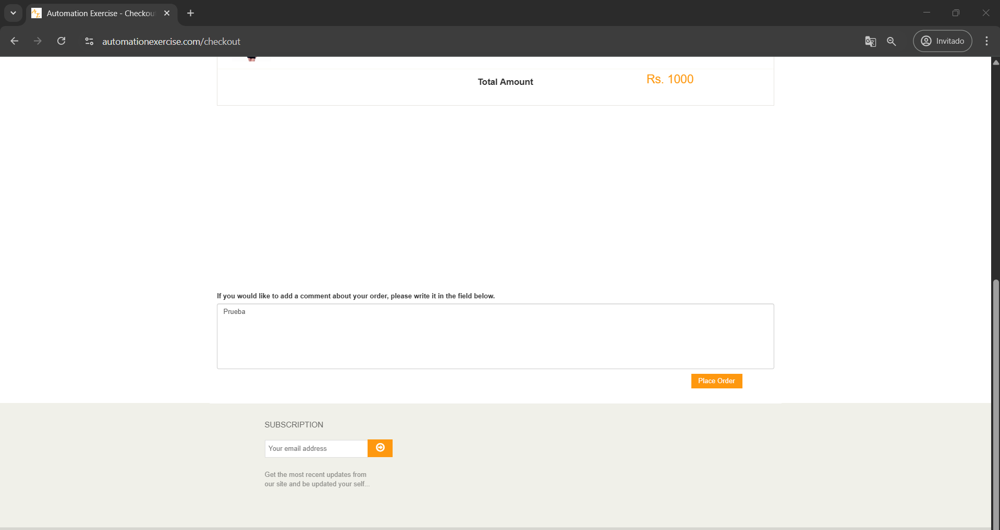 Automation Exercise - Checkou
automationexercise.com/checkout
Invitado
Total Amount
Rs. 1000
If you would like to add a comment about your order, please write it in the field below.
Prueba
Place Order
SUBSCRIPTION
Your email address
Get the most recent updates from
our site and be updated your self...